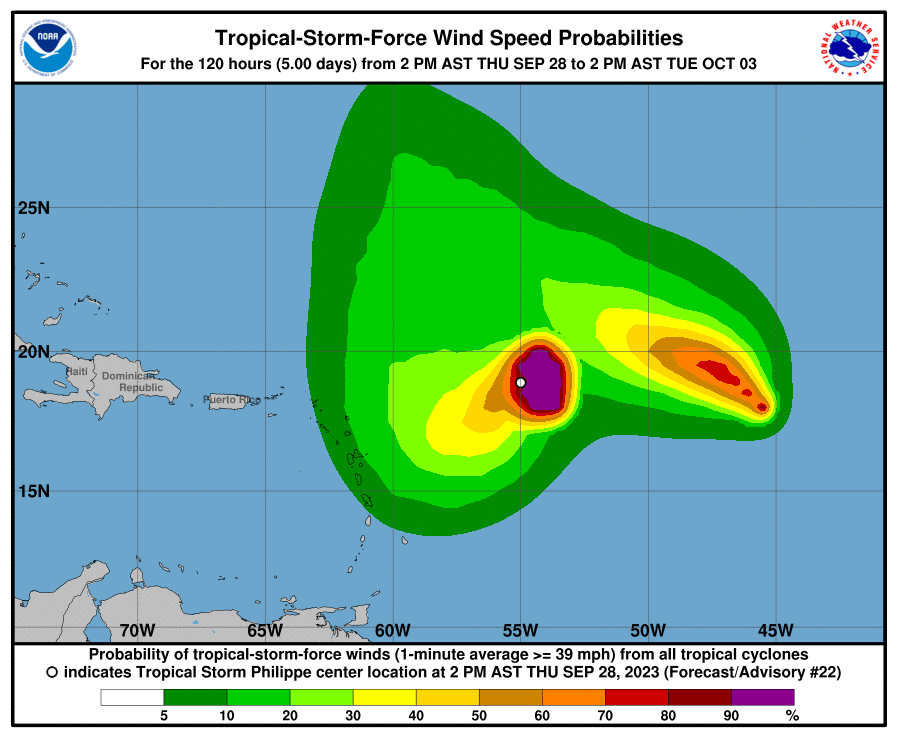 Tropical-Storm-Force Wind Speed Probabilities
For the 120 hours (5.00 days) from 2 PM AST THU SEP 28 to 2 PM AST TUE OCT 03
NOAA
NATIONAL WEATHER SERVICE
25N
20N
Haiti
Dominican
Republic
Puerto Rico
15N
70W 65W 60W 55W 50W 45W
Probability of tropical-storm-force winds (1-minute average >= 39 mph) from all tropical cyclones
indicates Tropical Storm Philippe center location at 2 PM AST THU SEP 28, 2023 (Forecast/Advisory #22)
5 10 20 30 40 50 60 70 80 90 %